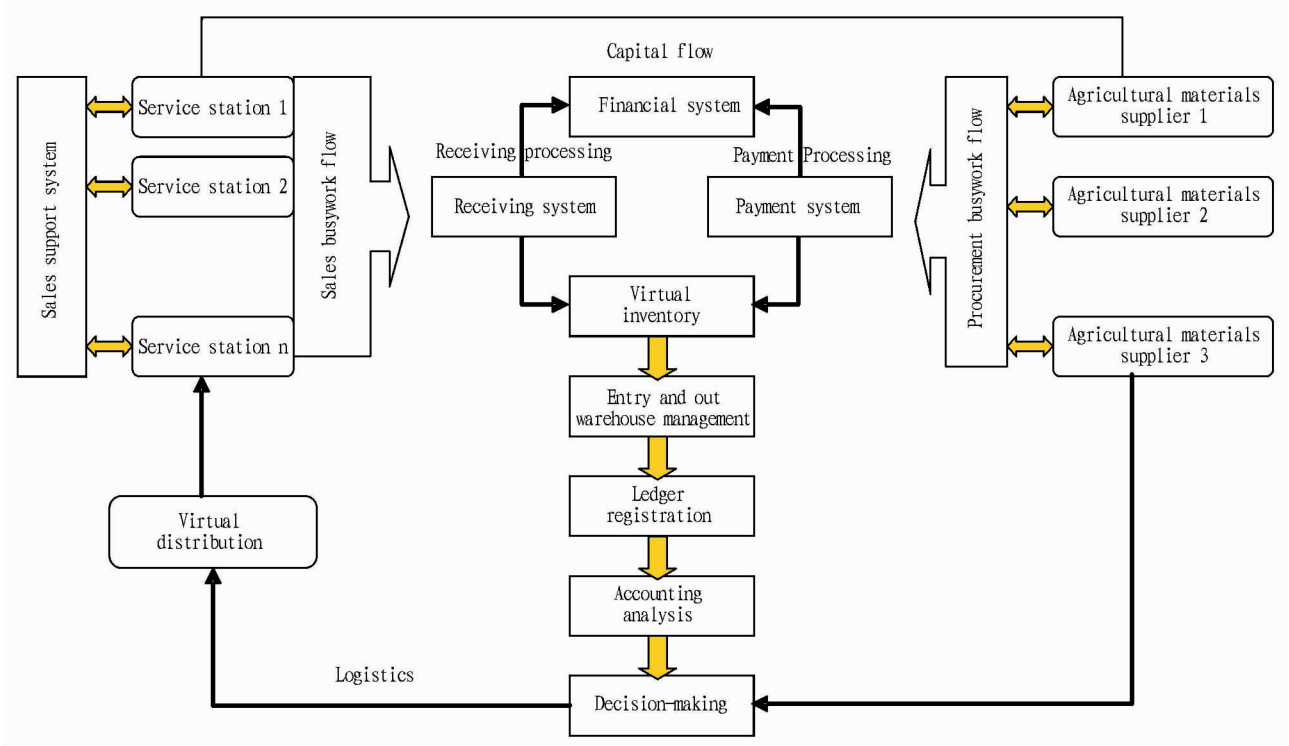 Capital flow
Sales support system
Service station 1
Service station 2
Service station n
Sales busywork flow
Financial system
Receiving processing
Payment Processing
Receiving system
Payment system
Virtual
inventory
Entry and out
warehouse management
Ledger
registration
Accounting
analysis
Decision-making
Procurement busywork flow
Agricultural materials
supplier 1
Agricultural materials
supplier 2
Agricultural materials
supplier 3
Virtual
distribution
Logistics